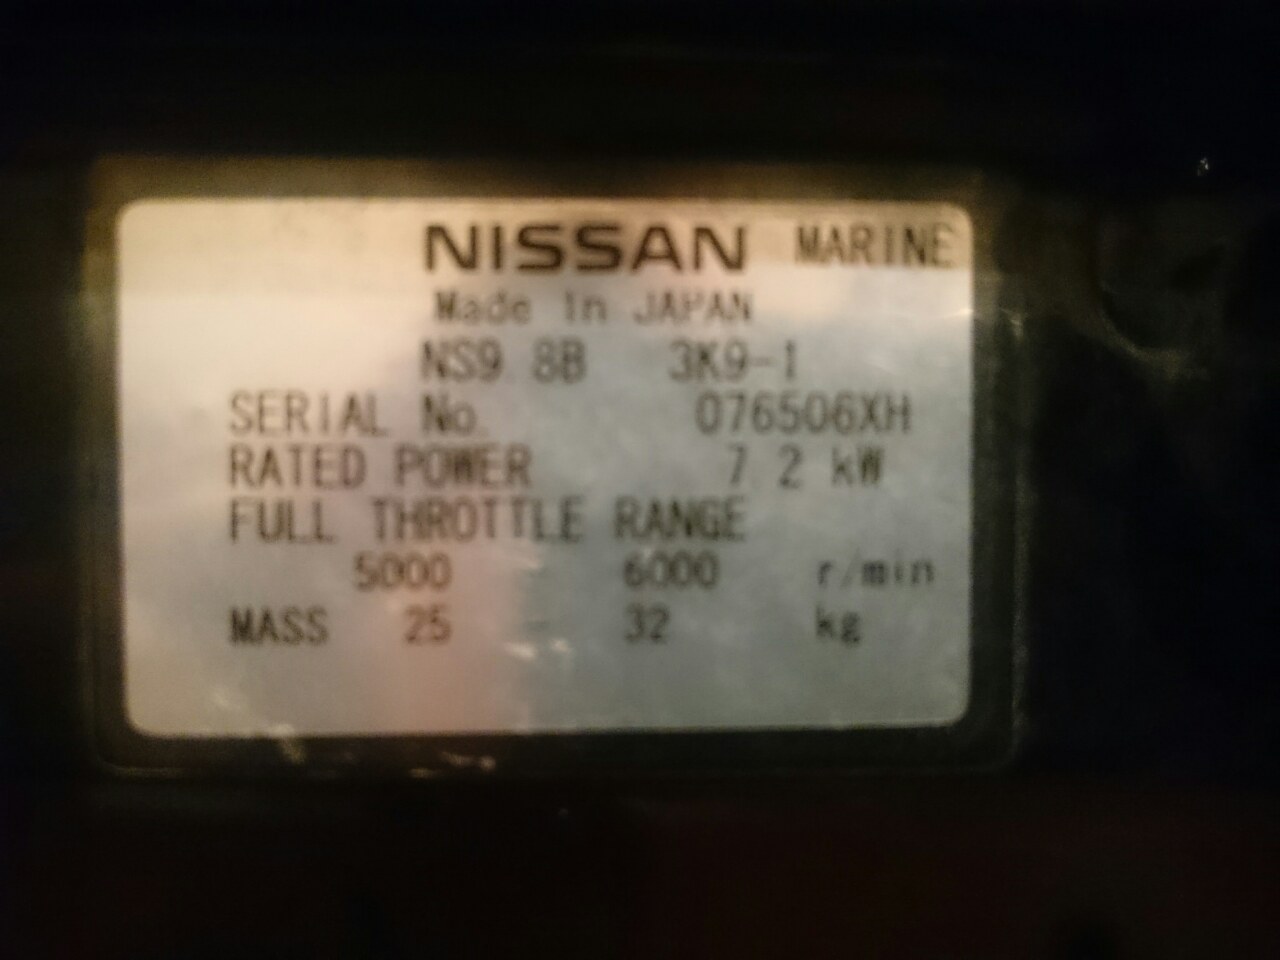 NISSAN MARINE
Made in JAPAN
NS9.8B 3K9-1
SERIAL No. 076506XH
RATED POWER 7.2 kW
FULL THROTTLE RANGE
5000 - 6000 r/min
MASS 25 - 32 kg